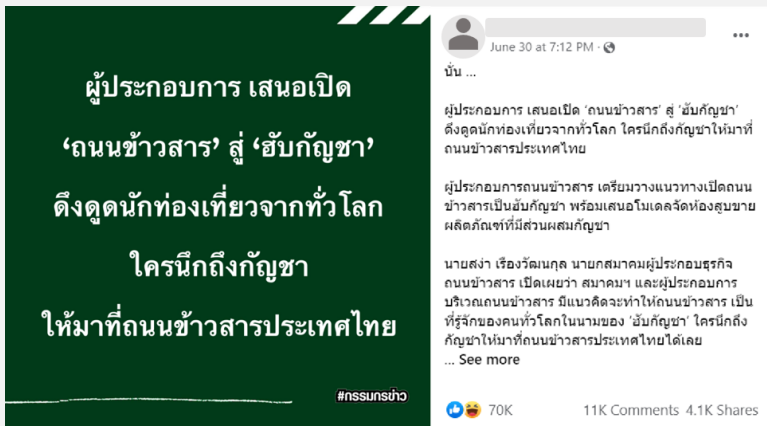 ผู้ประกอบการ เสนอเปิด
‘ถนนข้าวสาร’ สู่ ‘ฮับกัญชา’
ดึงดูดนักท่องเที่ยวจากทั่วโลก
ใครนึกถึงกัญชา
ให้มาที่ถนนข้าวสารประเทศไทย
#กรรมกรข่าว
June 30 at 7:12 PM ·
นั่น ...
ผู้ประกอบการ เสนอเปิด ‘ถนนข้าวสาร’ สู่ ‘ฮับกัญชา’
ดึงดูดนักท่องเที่ยวจากทั่วโลก ใครนึกถึงกัญชาให้มาที่
ถนนข้าวสารประเทศไทย
ผู้ประกอบการถนนข้าวสาร เตรียมวางแนวทางเปิดถนน
ข้าวสารเป็นฮับกัญชา พร้อมเสนอโมเดลจัดห้องสูบขาย
ผลิตภัณฑ์ที่มีส่วนผสมกัญชา
นายสง่า เรืองวัฒนกุล นายกสมาคมผู้ประกอบธุรกิจ
ถนนข้าวสาร เปิดเผยว่า สมาคมฯ และผู้ประกอบการ
บริเวณถนนข้าวสาร มีแนวคิดจะทำให้ถนนข้าวสาร เป็น
ที่รู้จักของคนทั่วโลกในนามของ ‘ฮับกัญชา’ ใครนึกถึง
กัญชาให้มาที่ถนนข้าวสารประเทศไทยได้เลย
... See more
70K 11K Comments 4.1K Shares